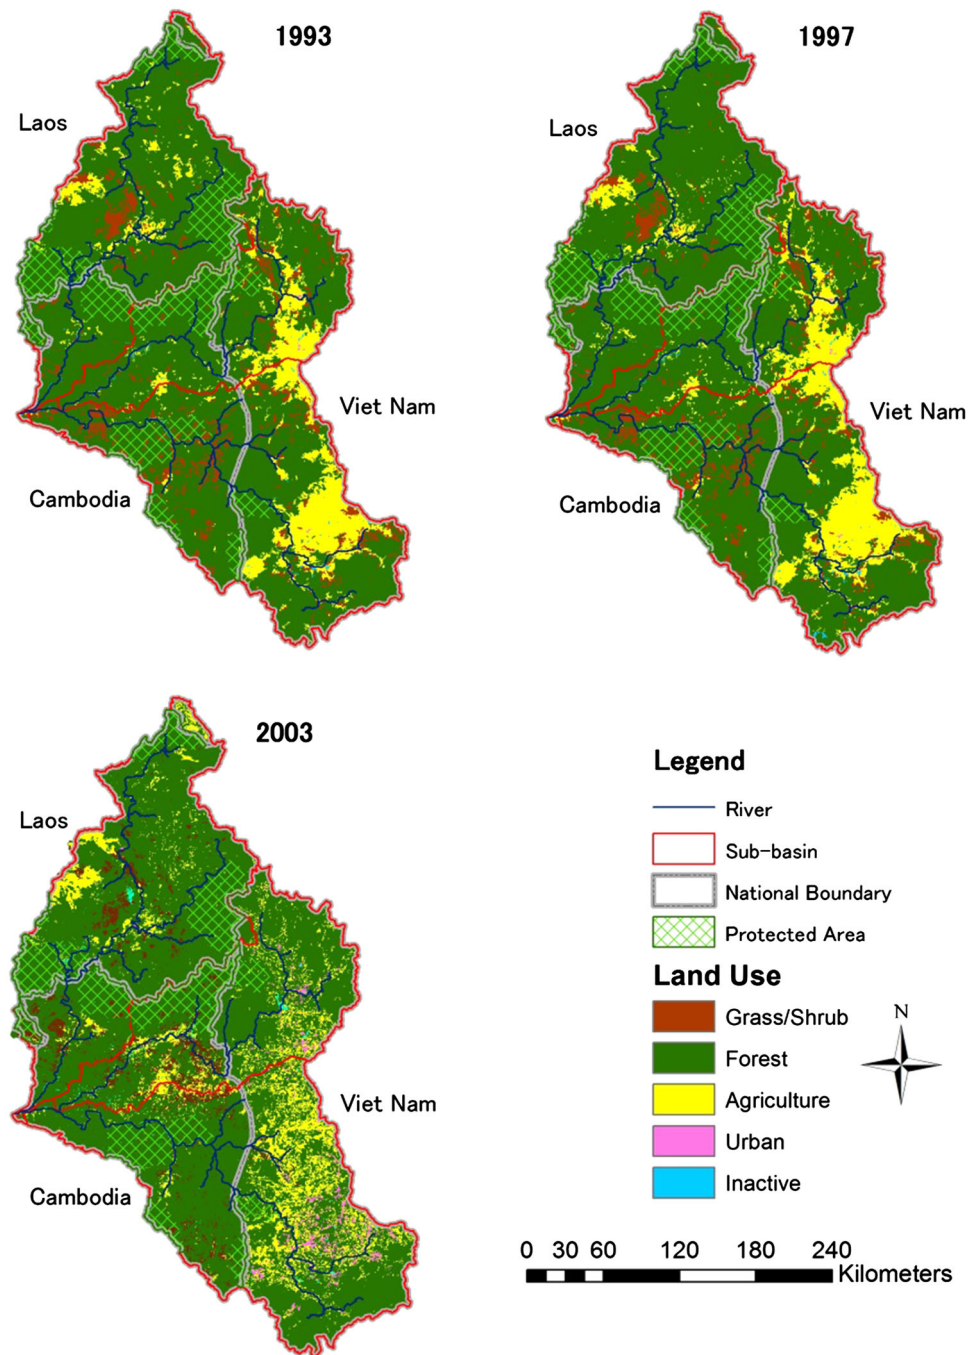 1993
1997
Laos
Laos
Viet Nam
Viet Nam
Cambodia
Cambodia
2003
Laos
Viet Nam
Cambodia
Legend
River
Sub-basin
National Boundary
Protected Area
Land Use
Grass/Shrub
Forest
Agriculture
Urban
Inactive
N
0 30 60 120 180 240
Kilometers